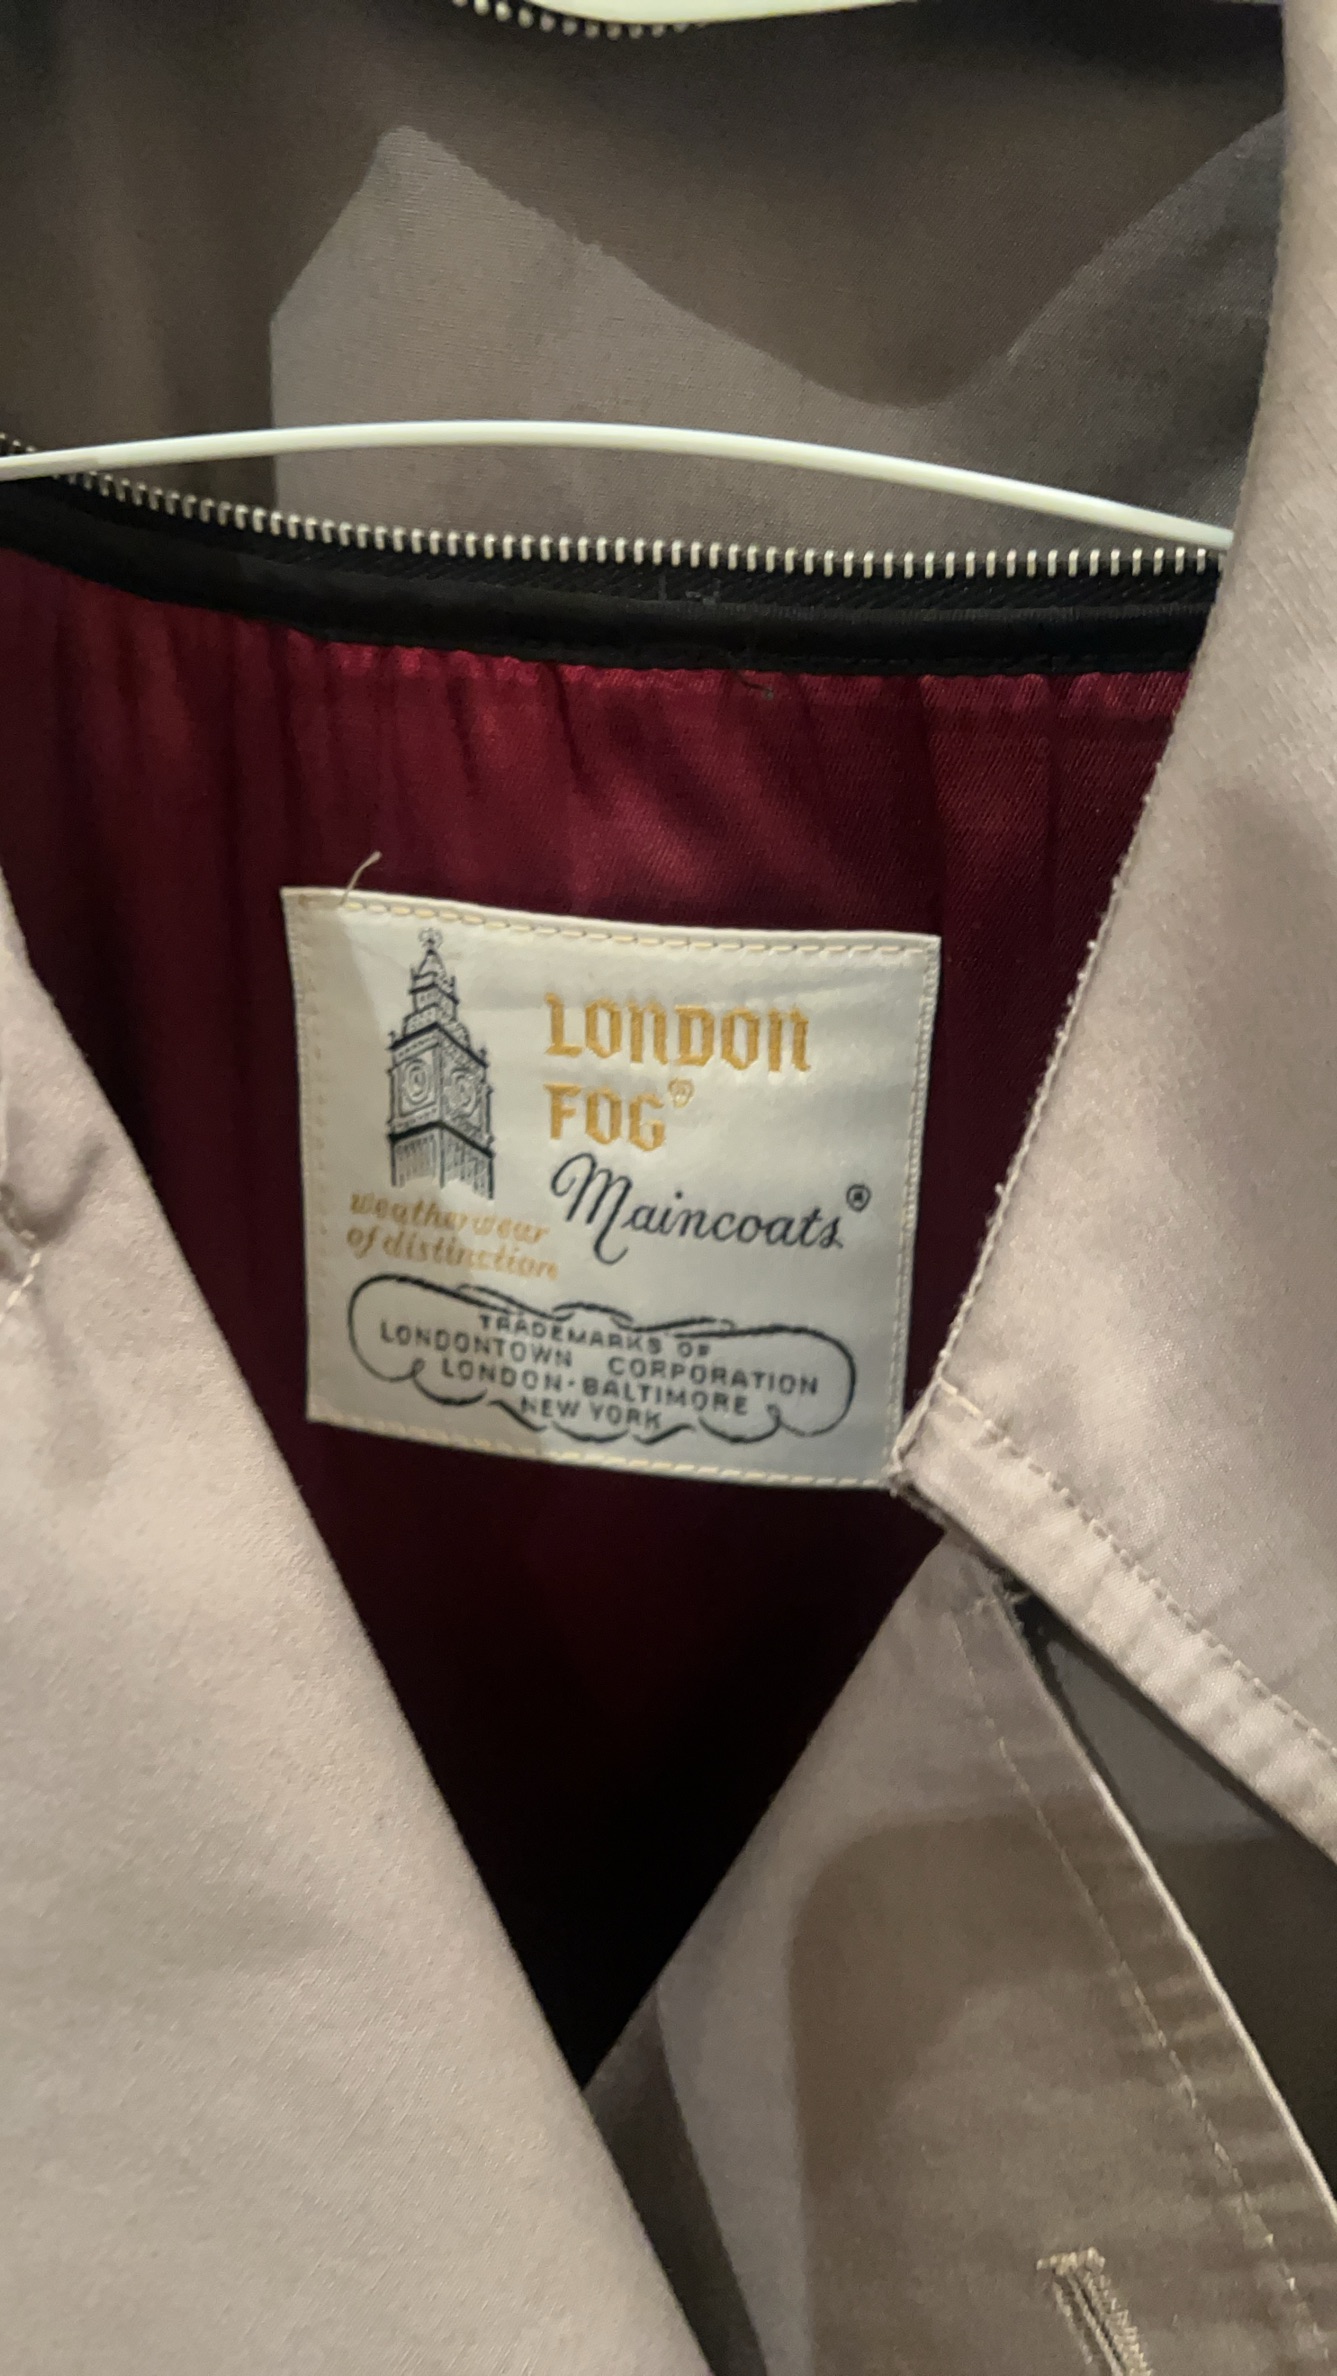 LONDON
FOG®
Maincoats®
weatherwear
of distinction
TRADEMARKS OF
LONDONTOWN CORPORATION
LONDON·BALTIMORE
NEW YORK